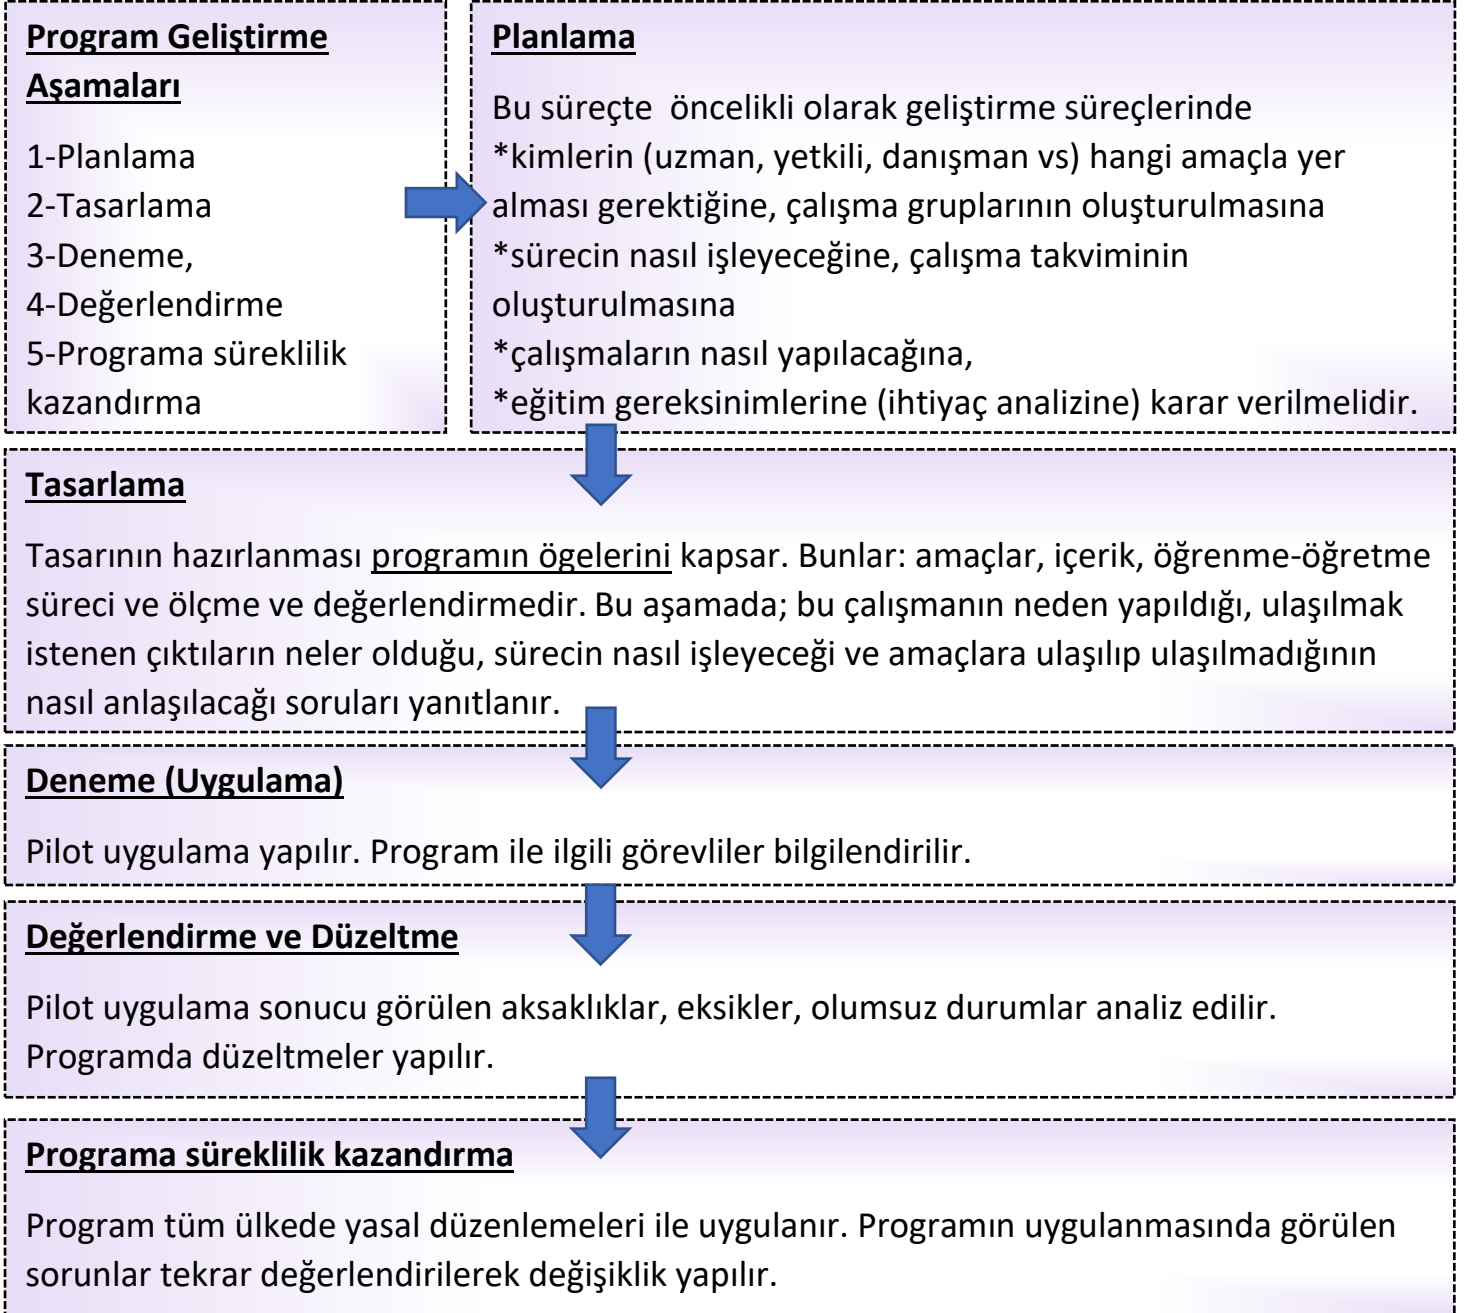 Program Geliştirme
Aşamaları
1-Planlama
2-Tasarlama
3-Deneme,
4-Değerlendirme
5-Programa süreklilik
kazandırma
Planlama
Bu süreçte öncelikli olarak geliştirme süreçlerinde
*kimlerin (uzman, yetkili, danışman vs) hangi amaçla yer
alması gerektiğine, çalışma gruplarının oluşturulmasına
*sürecin nasıl işleyeceğine, çalışma takviminin
oluşturulmasına
*çalışmaların nasıl yapılacağına,
*eğitim gereksinimlerine (ihtiyaç analizine) karar verilmelidir.
Tasarlama
Tasarının hazırlanması programın ögelerini kapsar. Bunlar: amaçlar, içerik, öğrenme-öğretme
süreci ve ölçme ve değerlendirmedir. Bu aşamada; bu çalışmanın neden yapıldığı, ulaşılmak
istenen çıktıların neler olduğu, sürecin nasıl işleyeceği ve amaçlara ulaşılıp ulaşılmadığının
nasıl anlaşılacağı soruları yanıtlanır.
Deneme (Uygulama)
Pilot uygulama yapılır. Program ile ilgili görevliler bilgilendirilir.
Değerlendirme ve Düzeltme
Pilot uygulama sonucu görülen aksaklıklar, eksikler, olumsuz durumlar analiz edilir.
Programda düzeltmeler yapılır.
Programa süreklilik kazandırma
Program tüm ülkede yasal düzenlemeleri ile uygulanır. Programın uygulanmasında görülen
sorunlar tekrar değerlendirilerek değişiklik yapılır.